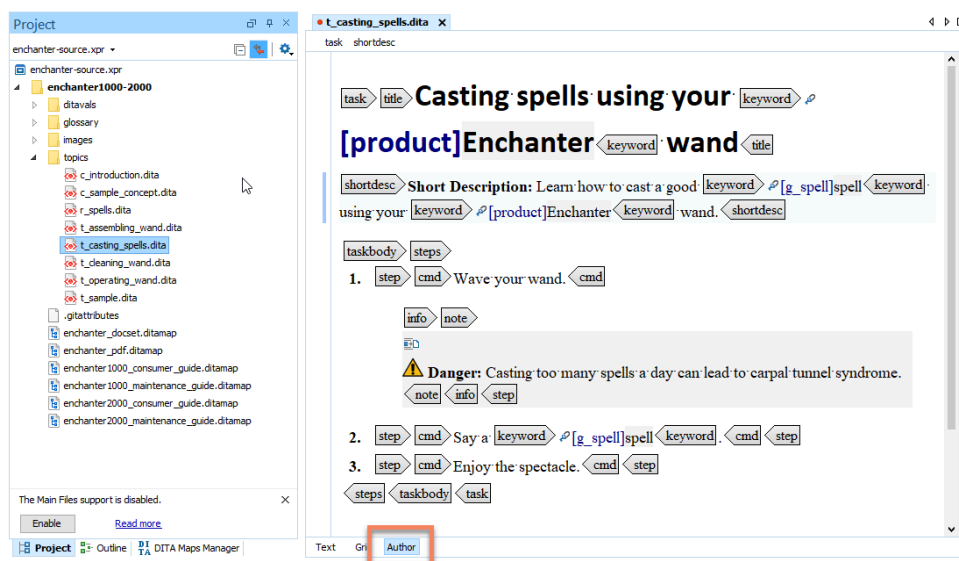 Project
enchanter-source.xpr
enchanter-source.xpr
enchanter1000-2000
ditavals
glossary
images
topics
c_introduction.dita
c_sample_concept.dita
r_spells.dita
t_assembling_wand.dita
t_casting_spells.dita
t_cleaning_wand.dita
t_operating_wand.dita
t_sample.dita
.gitattributes
enchanter_docset.ditamap
enchanter_pdf.ditamap
enchanter1000_consumer_guide.ditamap
enchanter1000_maintenance_guide.ditamap
enchanter2000_consumer_guide.ditamap
enchanter2000_maintenance_guide.ditamap
The Main Files support is disabled.
Enable Read more
Project Outline DITA DITA Maps Manager
t_casting_spells.dita
task shortdesc
task title Casting spells using your keyword
[product]Enchanter keyword wand title
shortdesc Short Description: Learn how to cast a good keyword [g_spell]spell keyword
using your keyword [product]Enchanter keyword wand. shortdesc
taskbody steps
1. step cmd Wave your wand. cmd
info note
Danger: Casting too many spells a day can lead to carpal tunnel syndrome.
note info step
2. step cmd Say a keyword [g_spell]spell keyword . cmd step
3. step cmd Enjoy the spectacle. cmd step
steps taskbody task
Text Author